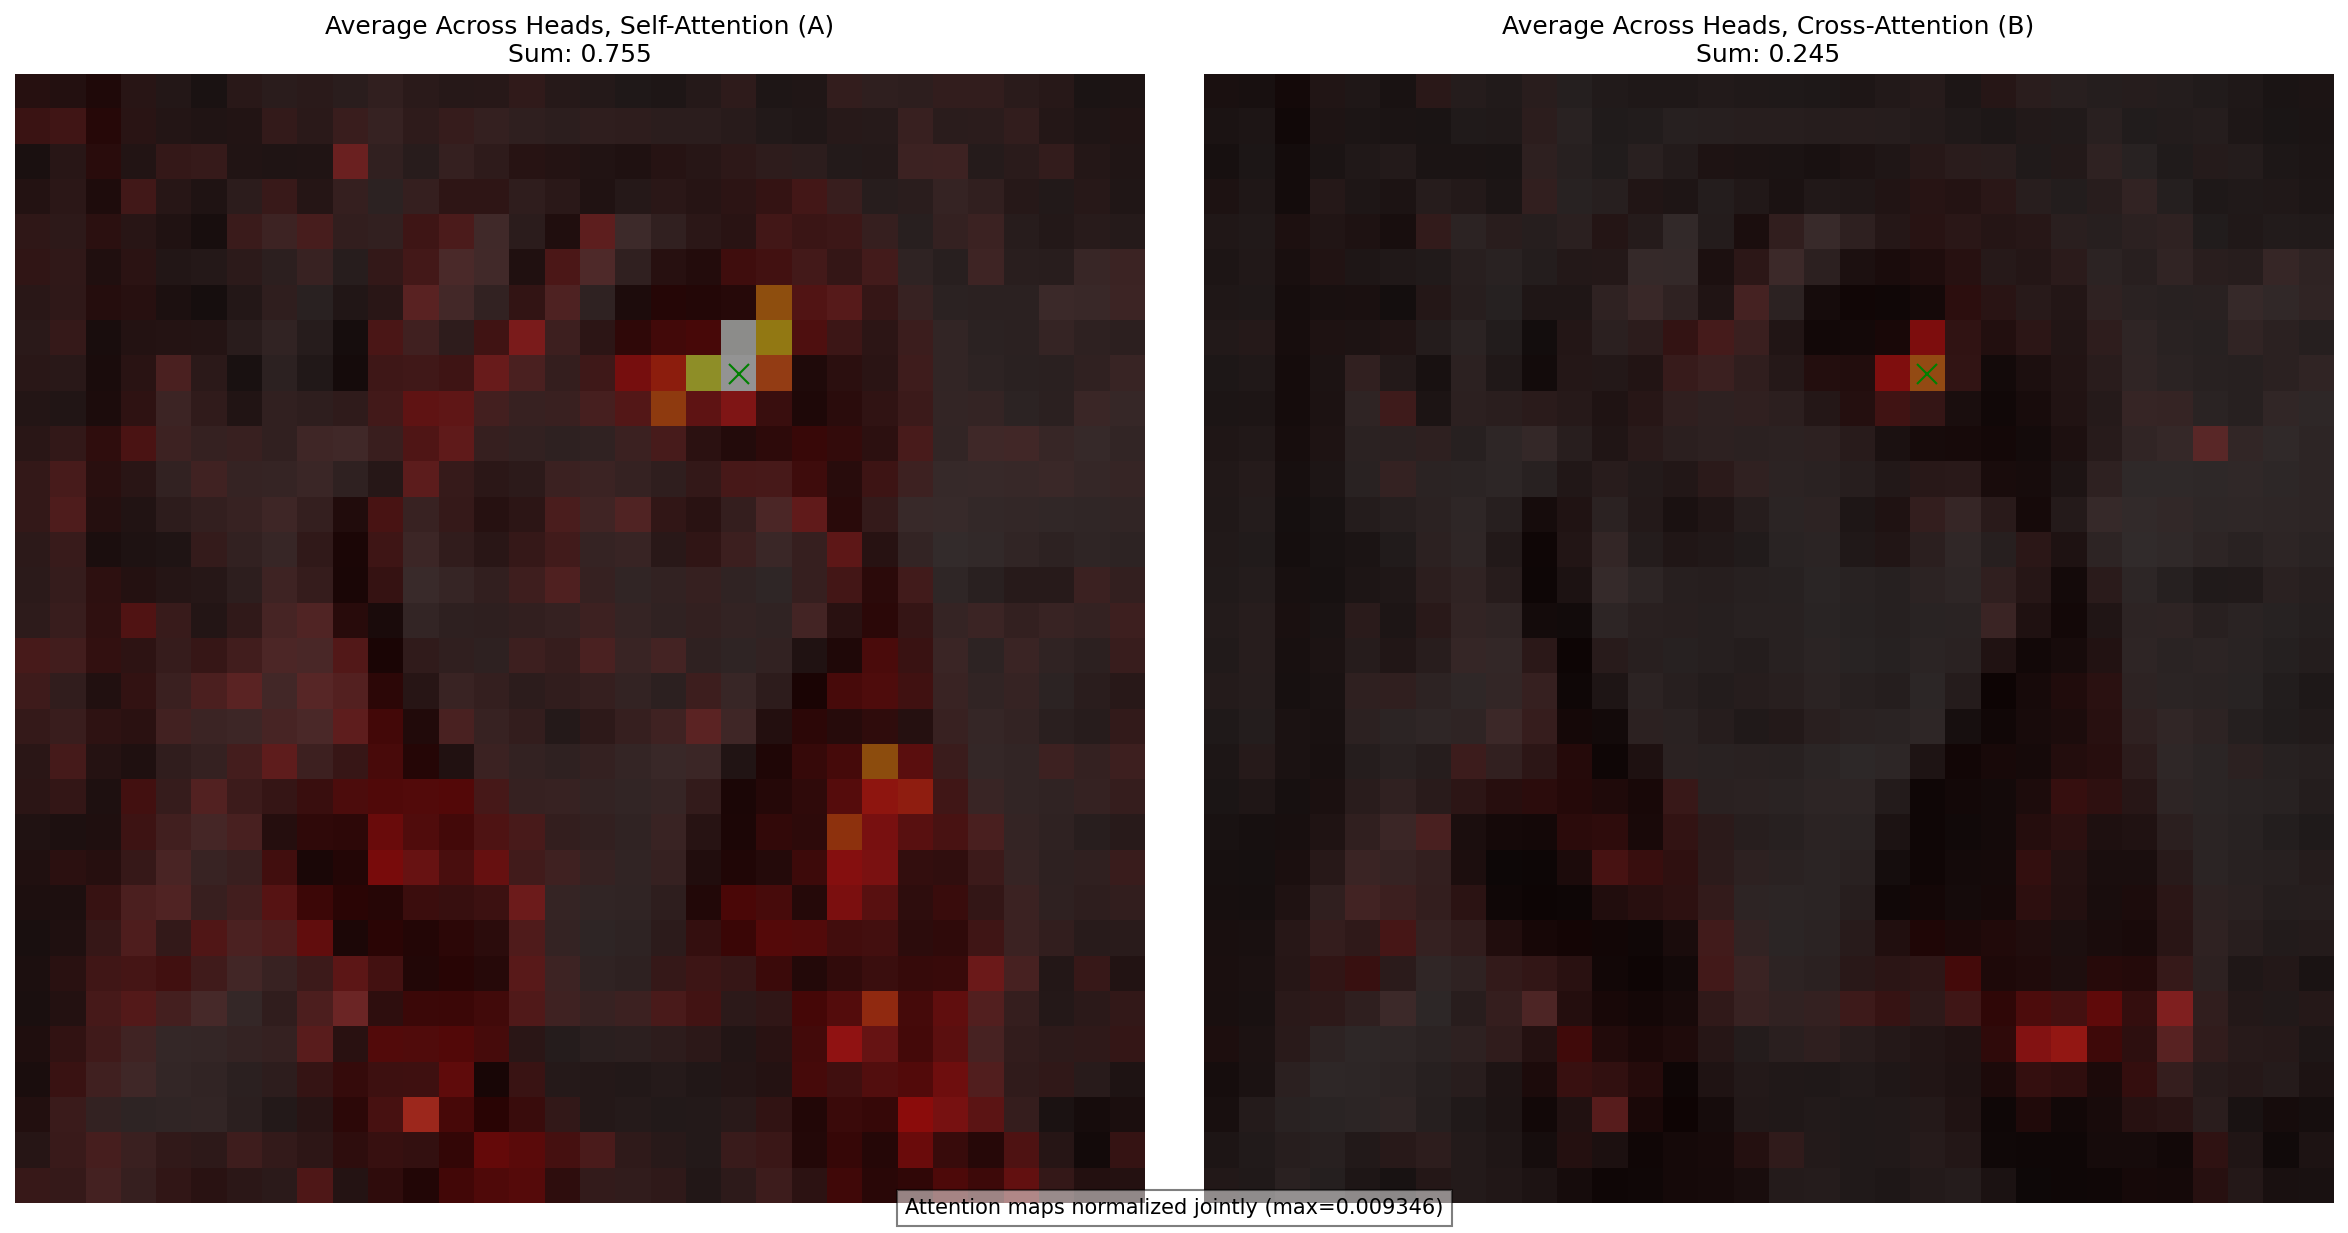 Average Across Heads, Self-Attention (A)
Sum: 0.755
Average Across Heads, Cross-Attention (B)
Sum: 0.245
Attention maps normalized jointly (max=0.009346)